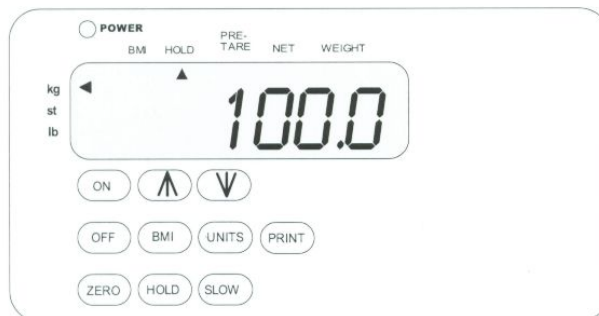 POWER
BMI HOLD PRE-TARE NET WEIGHT
kg
st
lb
100.0
ON
OFF BMI UNITS PRINT
ZERO HOLD SLOW